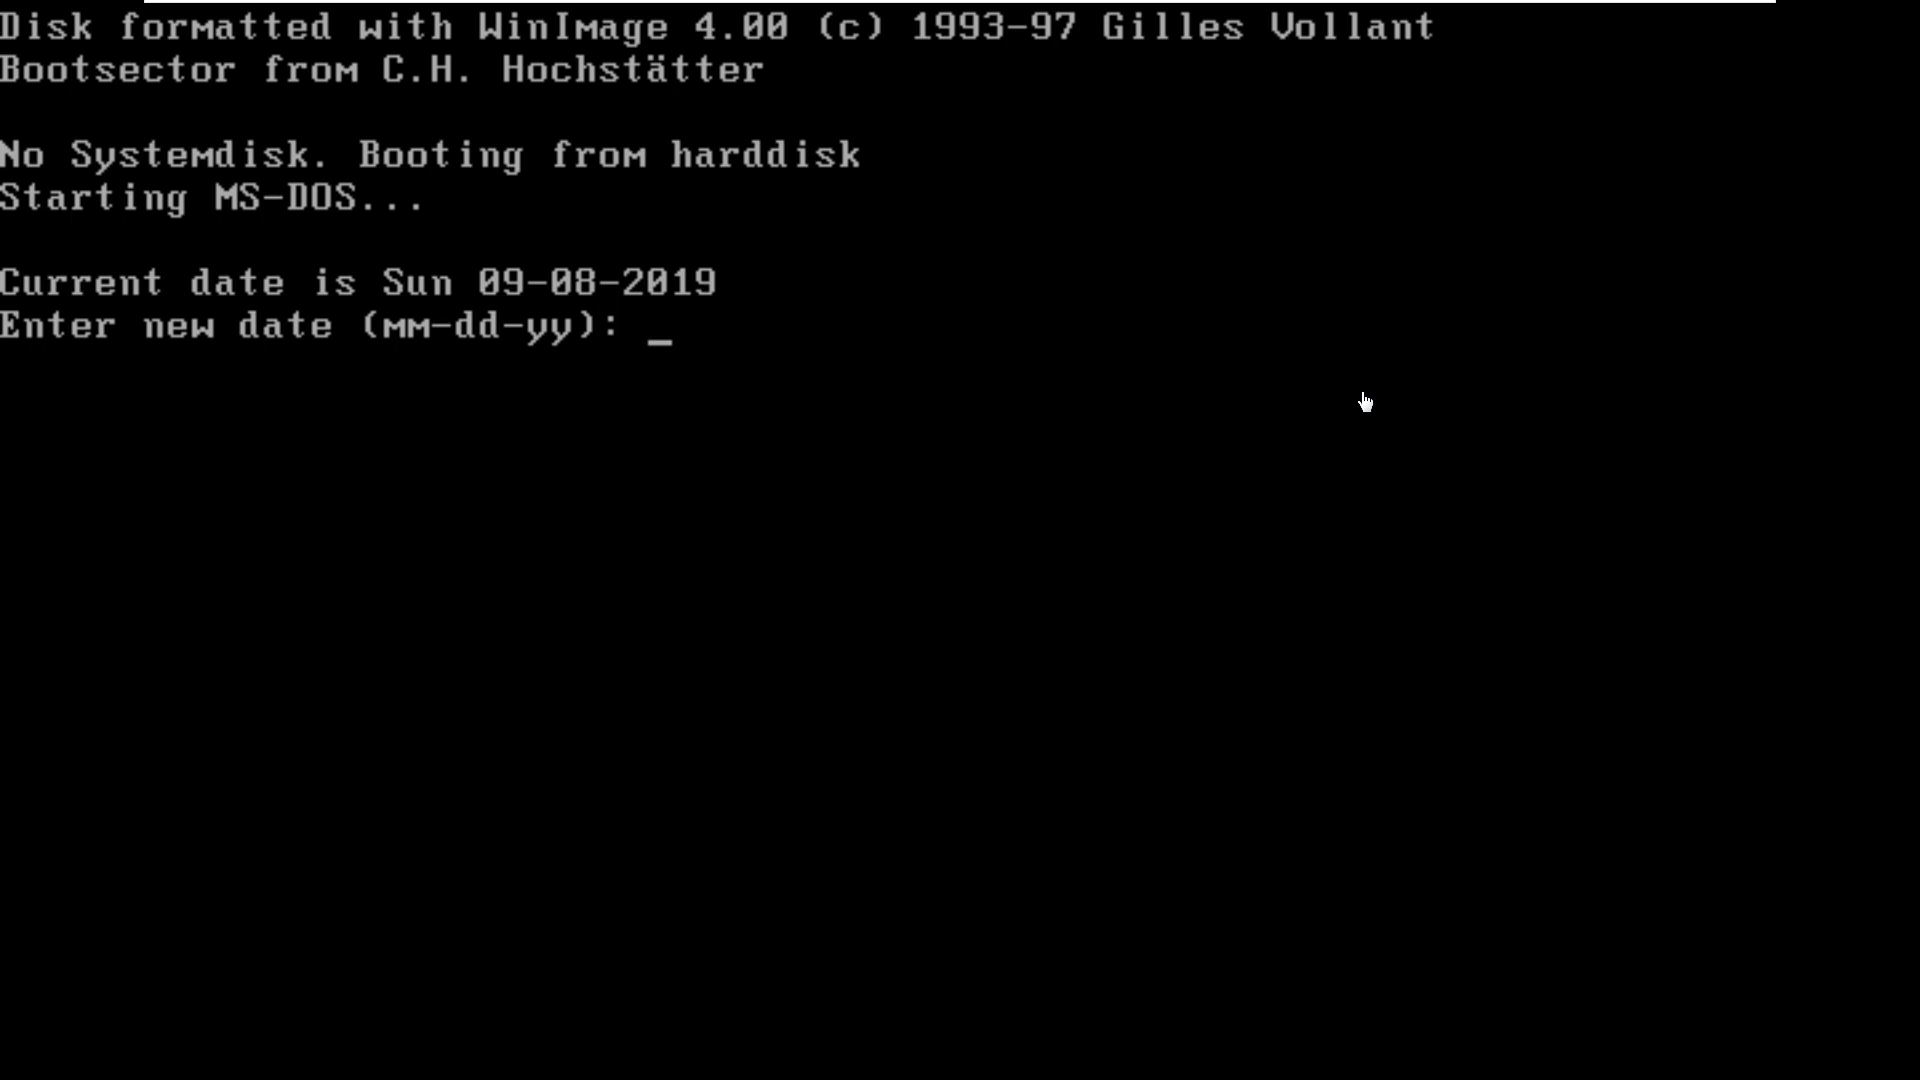 Disk formatted with WinImage 4.00 (c) 1993-97 Gilles Vollant
Bootsector from C.H. Hochstätter
No Systemdisk. Booting from harddisk
Starting MS-DOS...
Current date is Sun 09-08-2019
Enter new date (mm-dd-yy): _